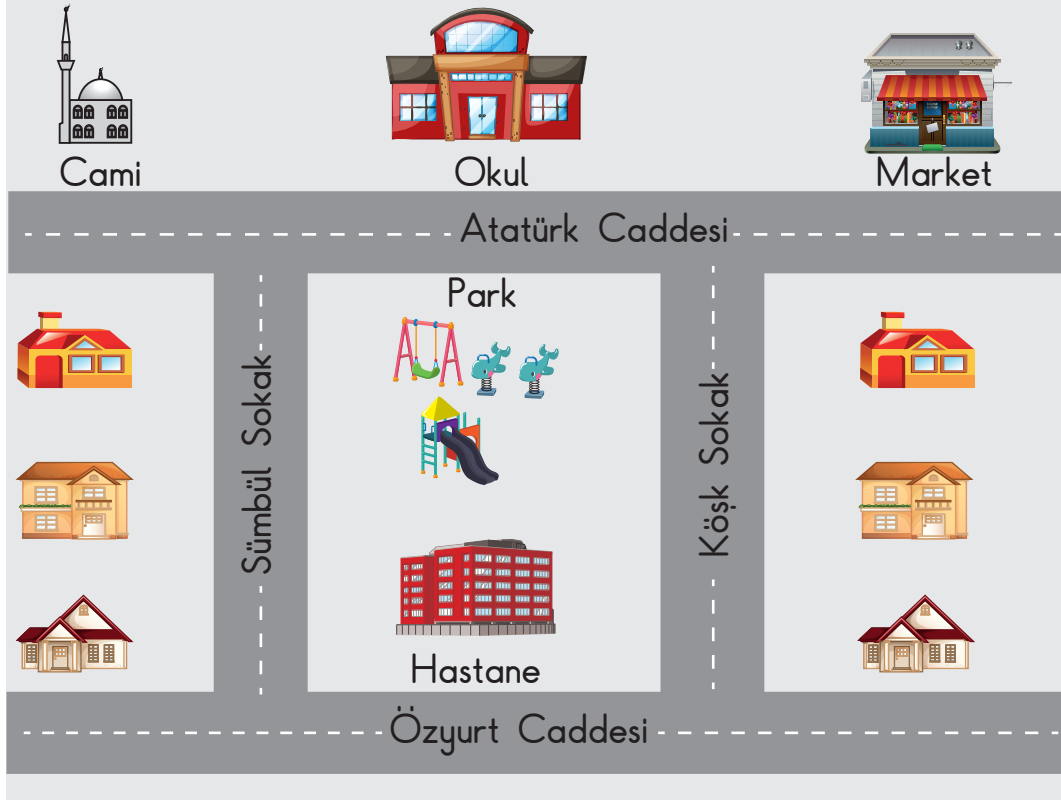 Cami
Okul
Market
Atatürk Caddesi
Park
Sümbül Sokak
Köşk Sokak
Hastane
Özyurt Caddesi